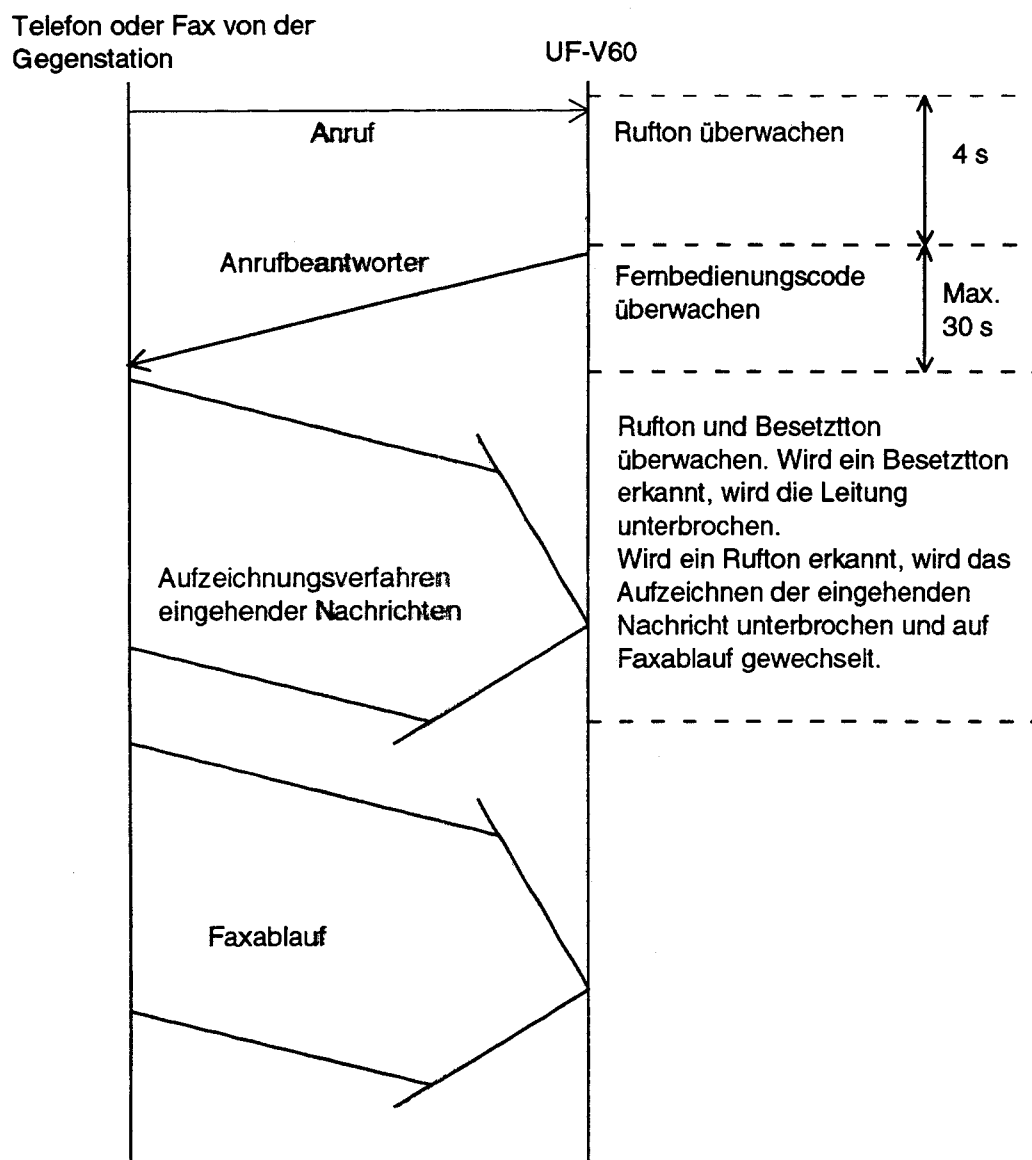 Telefon oder Fax von der
Gegenstation
UF-V60
Anruf
Rufton überwachen
4 s
Anrufbeantworter
Fernbedienungscode
überwachen
Max.
30 s
Rufton und Besetztton
überwachen. Wird ein Besetztton
erkannt, wird die Leitung
unterbrochen.
Wird ein Rufton erkannt, wird das
Aufzeichnen der eingehenden
Nachricht unterbrochen und auf
Faxablauf gewechselt.
Aufzeichnungsverfahren
eingehender Nachrichten
Faxablauf